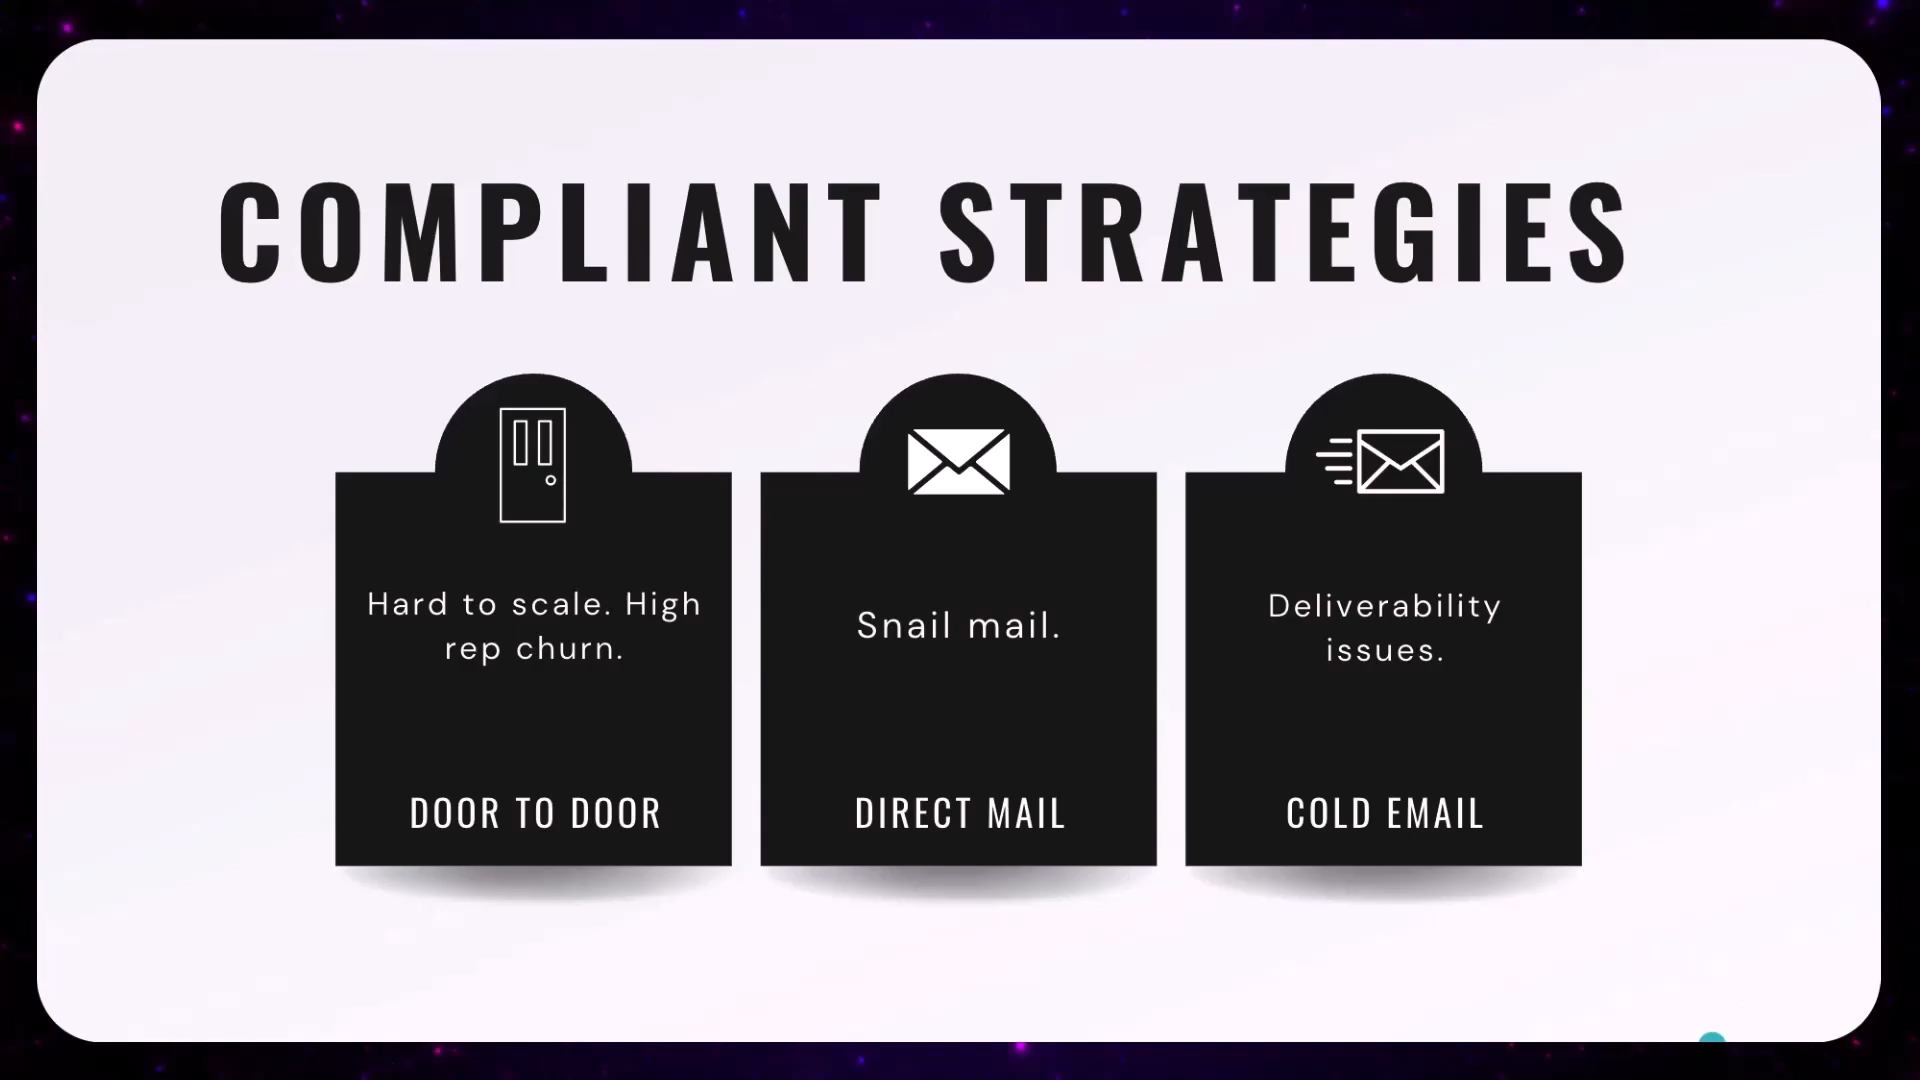 COMPLIANT STRATEGIES
Hard to scale. High
rep churn.
DOOR TO DOOR
Snail mail.
DIRECT MAIL
Deliverability
issues.
COLD EMAIL